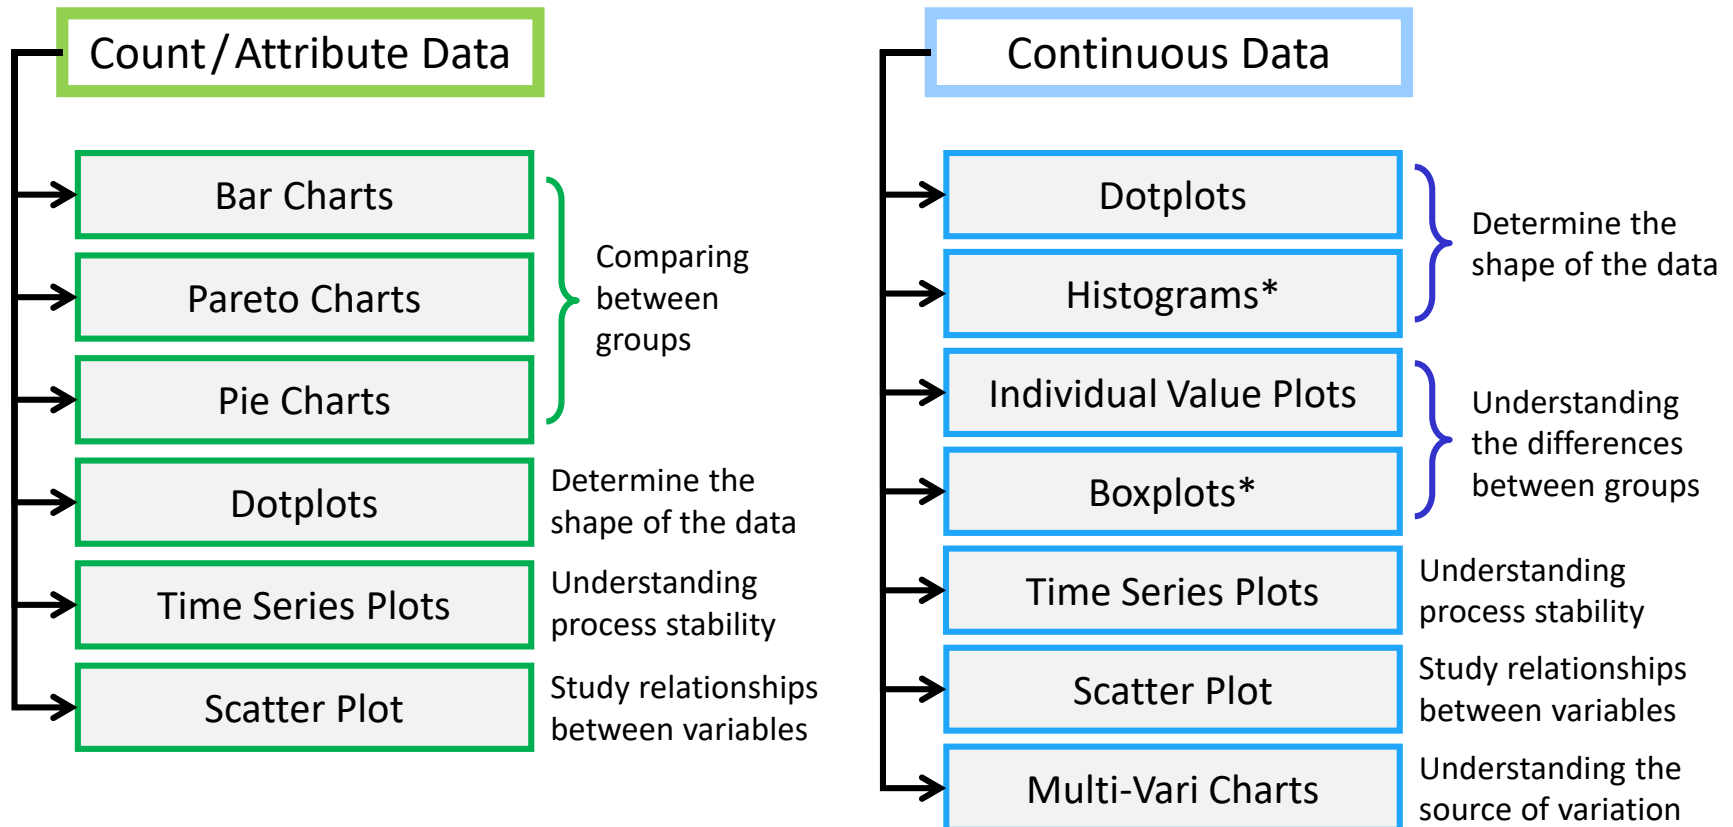 Count/Attribute Data
Bar Charts
Pareto Charts
Pie Charts
Comparing
between
groups
Dotplots
Determine the
shape of the data
Time Series Plots
Understanding
process stability
Scatter Plot
Study relationships
between variables
Continuous Data
Dotplots
Histograms*
Determine the
shape of the data
Individual Value Plots
Boxplots*
Understanding
the differences
between groups
Time Series Plots
Understanding
process stability
Scatter Plot
Study relationships
between variables
Multi-Vari Charts
Understanding the
source of variation